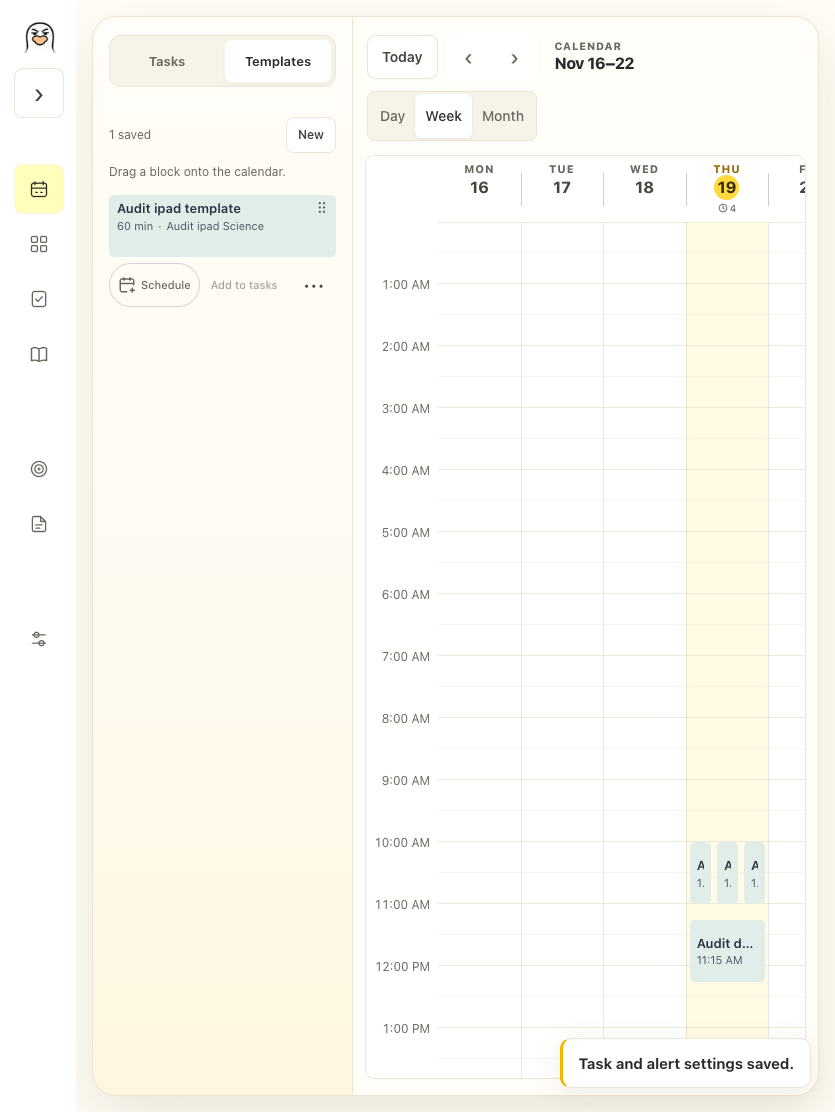 Tasks
Templates
1 saved
New
Drag a block onto the calendar.
Audit ipad template
60 min · Audit ipad Science
Schedule
Add to tasks
Today
CALENDAR
Nov 16–22
Day
Week
Month
MON
16
TUE
17
WED
18
THU
19
4
1:00 AM
2:00 AM
3:00 AM
4:00 AM
5:00 AM
6:00 AM
7:00 AM
8:00 AM
9:00 AM
10:00 AM
A
1.
A
1.
A
1.
11:00 AM
Audit d...
11:15 AM
12:00 PM
1:00 PM
Task and alert settings saved.